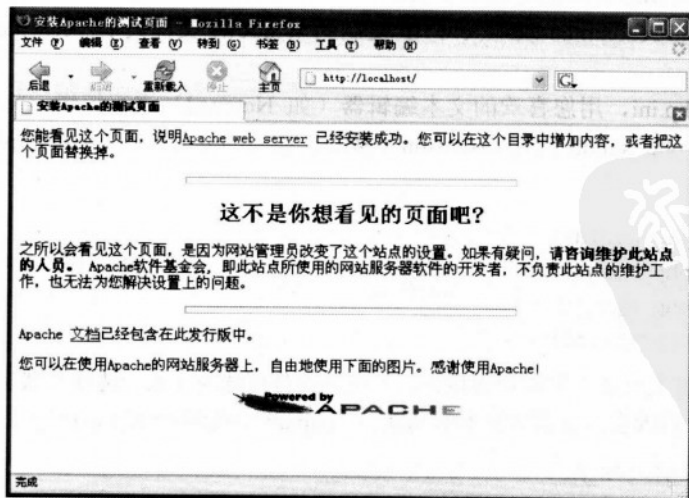 安装Apache的测试页面 - Mozilla Firefox
文件 (F) 编辑 (E) 查看 (V) 转到 (G) 书签 (B) 工具 (T) 帮助 (H)
后退 前进 重新载入 停止 主页 http://localhost/
安装Apache的测试页面
您能看见这个页面，说明Apache web server 已经安装成功。您可以在这个目录中增加内容，或者把这
个页面替换掉。
这不是你想看见的页面吧?
之所以会看见这个页面，是因为网站管理员改变了这个站点的设置。如果有疑问，请咨询维护此站点
的人员。 Apache软件基金会，即此站点所使用的网站服务器软件的开发者，不负责此站点的维护工
作，也无法为您解决设置上的问题。
Apache 文档已经包含在此发行版中。
您可以在使用Apache的网站服务器上，自由地使用下面的图片。感谢使用Apache!
Powered by
APACHE
完成